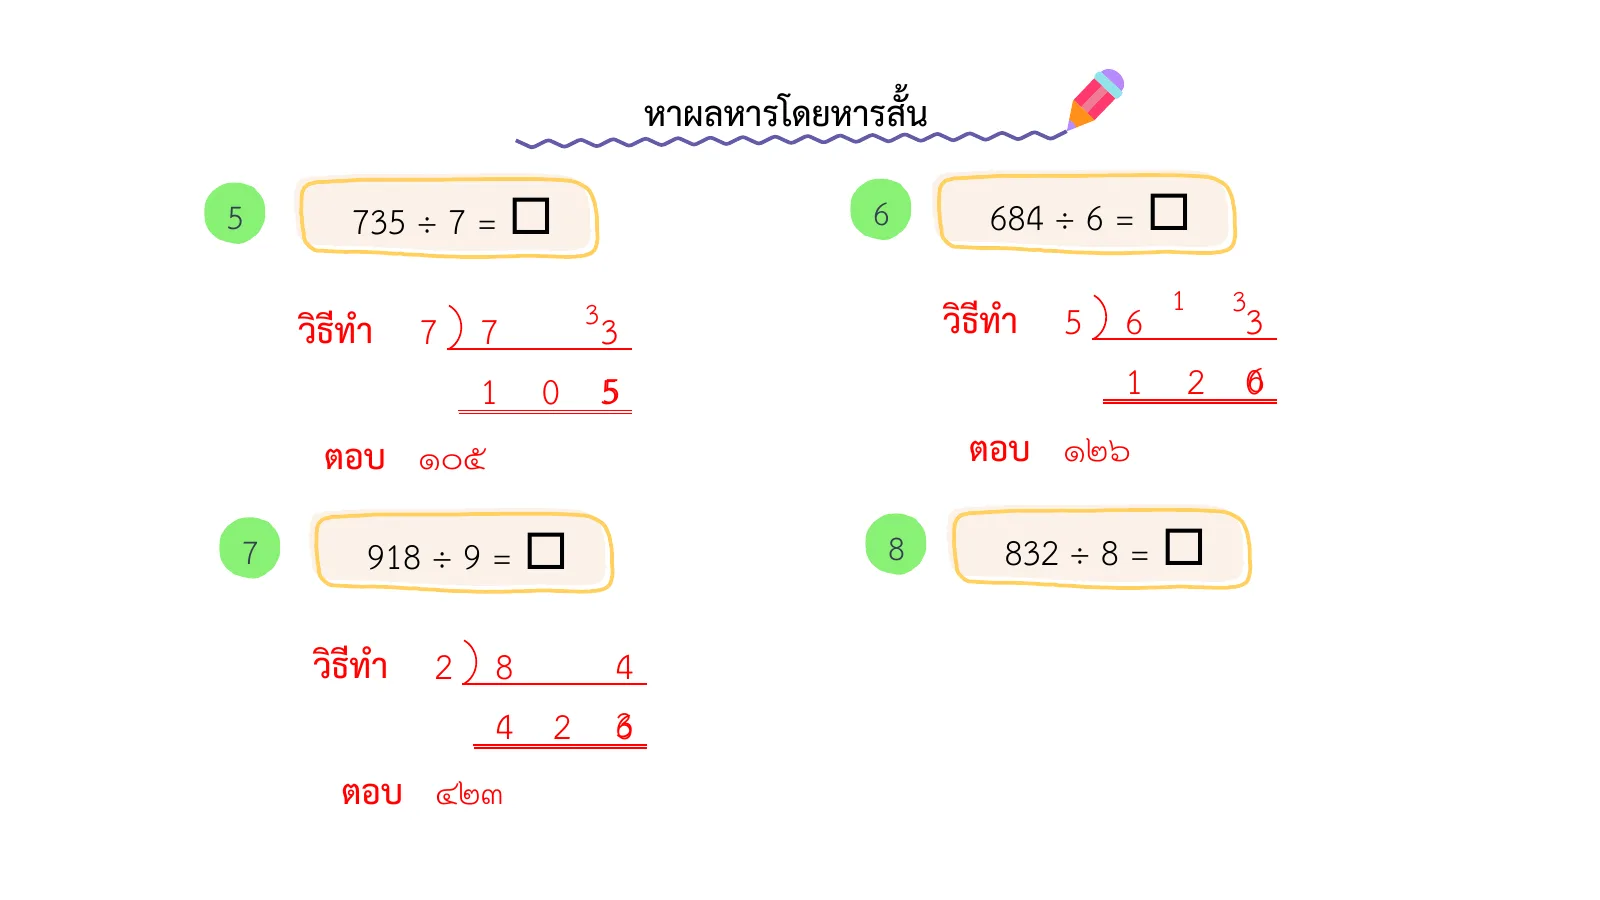 หาผลหารโดยหารสั้น
5
735 ÷ 7 = □
6
684 ÷ 6 = □
วิธีทำ 7 ) 7 3 3
1 0 5
ตอบ ๑๐๕
วิธีทำ 5 ) 6 1 3 3
1 2
ตอบ ๑๒๖
7
918 ÷ 9 = □
8
832 ÷ 8 = □
วิธีทำ 2 ) 8 4
4 2
ตอบ ๔๒๓